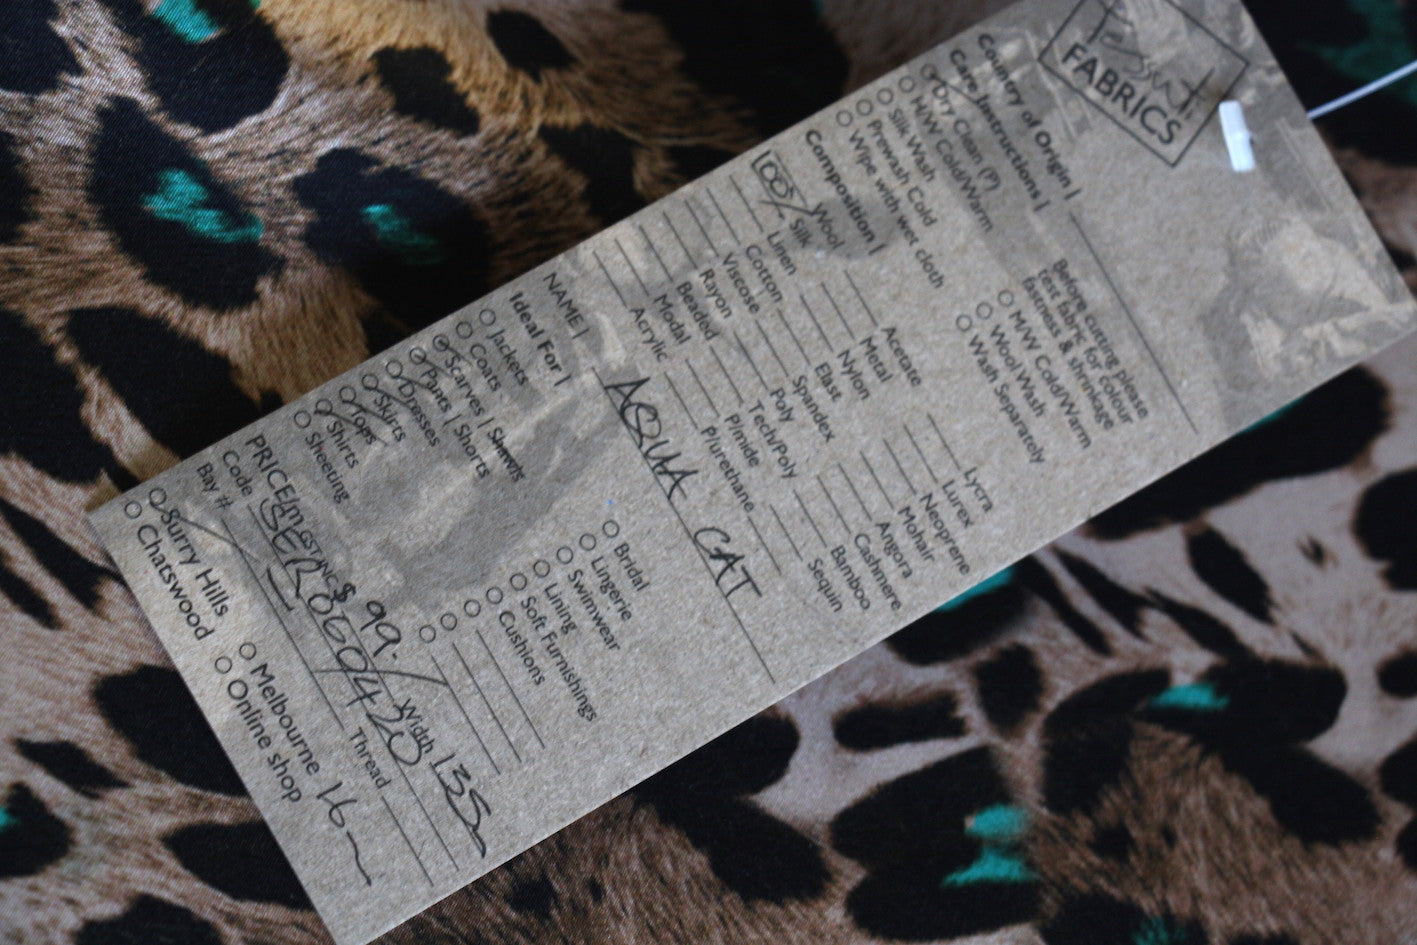 Tessuti
FABRICS
Country of Origin |
Care Instructions |
Dry Clean (P)
H/W Cold/Warm
Silk Wash
Prewash Cold
Wipe with wet cloth
Before cutting please
test fabric for colour
fastness & shrinkage
M/W Cold/Warm
Wool Wash
Wash Separately
Composition |
Wool
100% Silk
Linen
Cotton
Viscose
Rayon
Beaded
Modal
Acrylic
Acetate
Metal
Nylon
Elast
Spandex
Poly
Tech/Poly
P/mide
P/urethane
Lycra
Lurex
Neoprene
Mohair
Angora
Cashmere
Bamboo
Sequin
NAME | AQUA CAT
Ideal For |
Jackets
Coats
Scarves | Shawls
Pants | Shorts
Dresses
Skirts
Tops
Shirts
Sheeting
Bridal
Lingerie
Swimwear
Lining
Soft Furnishings
Cushions
PRICE/m GST INC $ 99. Width 135
Code SER060420
Bay # Thread
Surry Hills
Chatswood
Melbourne
Online shop